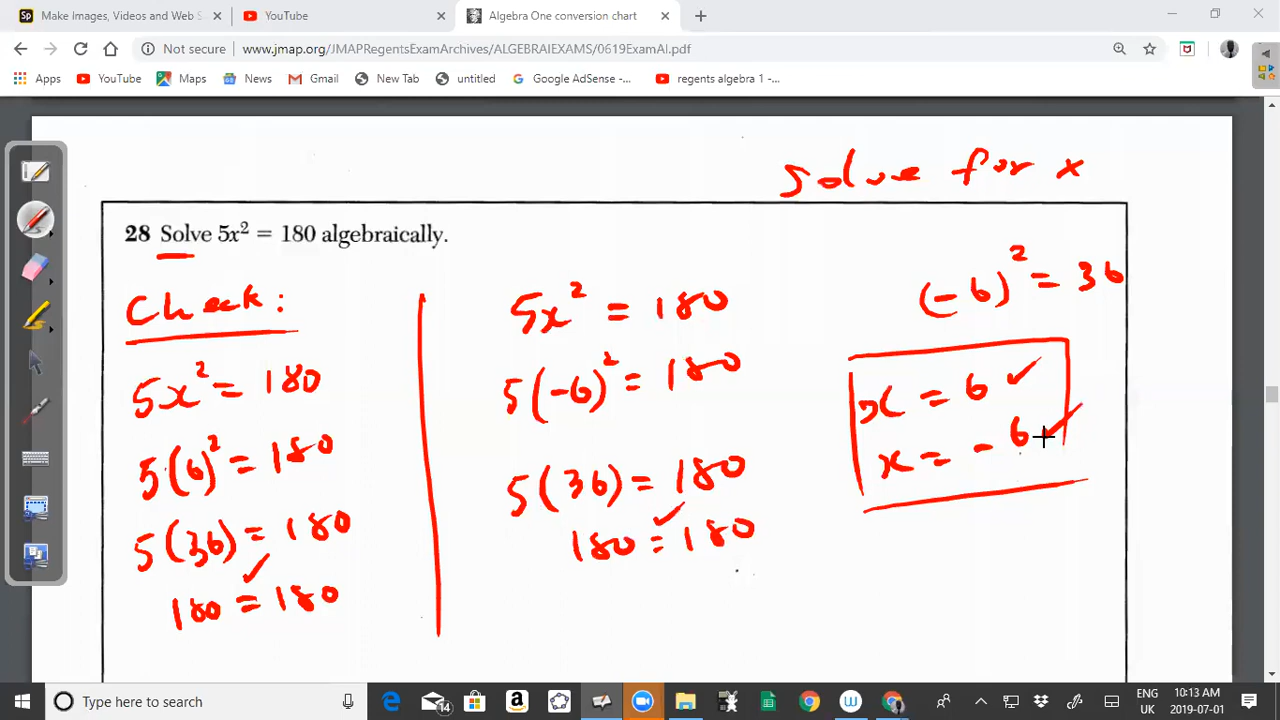 Make Images, Videos and Web S
YouTube
Algebra One conversion chart
Not secure
www.jmap.org/JMAPRegentsExamArchives/ALGEBRAIEXAMS/0619ExamAI.pdf
Apps
YouTube
Maps
News
Gmail
New Tab
untitled
Google AdSense -...
regents algebra 1 -...
solve for x
28 Solve 5x² = 180 algebraically.
Check:
5x² = 180
5(6)² = 180
5(36) = 180
180 = 180
5x² = 180
5(-6)² = 180
5(36) = 180
180 = 180
(-6)² = 36
x = 6 ✓
x = -6 ✓
Type here to search
14
ENG
UK
10:13 AM
2019-07-01